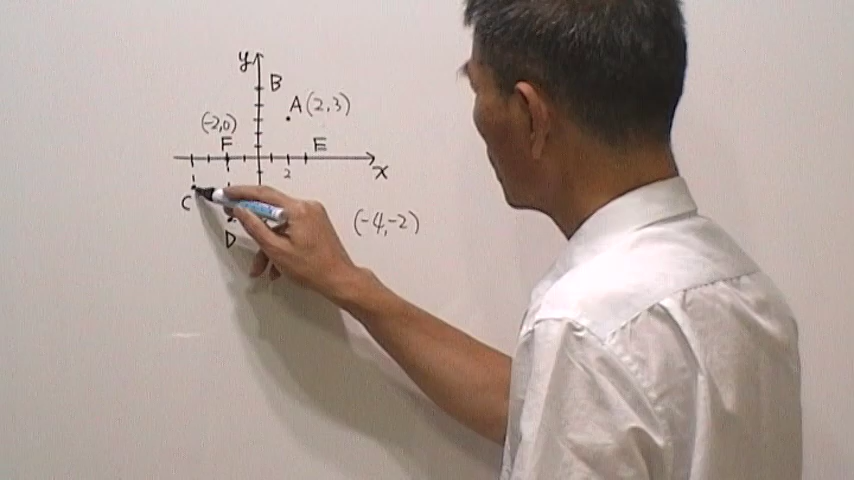 y
B
A(2,3)
(-2,0)
F E
2 x
C
(-4,-2)
D